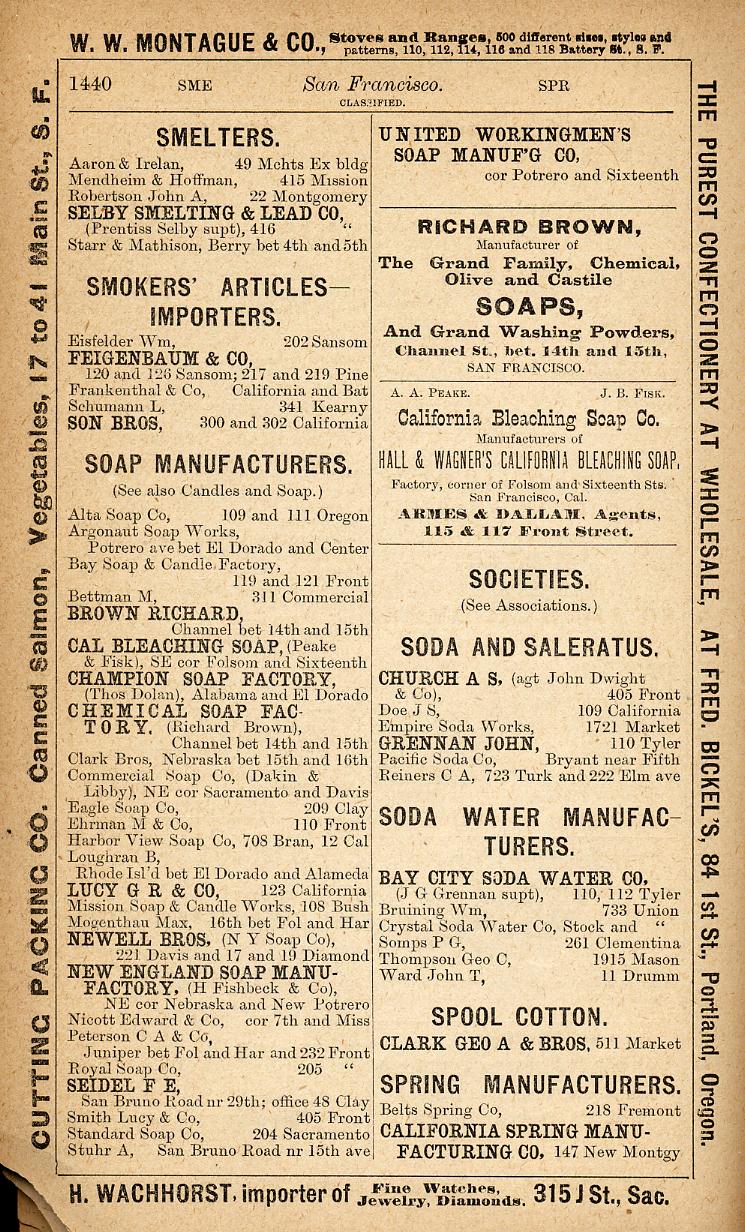 W. W. MONTAGUE & CO., Stoves and Ranges, 500 different sizes, styles and
patterns, 110, 112, 114, 116 and 118 Battery St., S. F.
1440 SME San Francisco. SPR
CLASSIFIED.
SMELTERS.
Aaron & Irelan, 49 Mchts Ex bldg
Mendheim & Hoffman, 415 Mission
Robertson John A, 22 Montgomery
SELBY SMELTING & LEAD CO,
(Prentiss Selby supt), 416 "
Starr & Mathison, Berry bet 4th and 5th
SMOKERS' ARTICLES—
IMPORTERS.
Eisfelder Wm, 202 Sansom
FEIGENBAUM & CO,
120 and 126 Sansom; 217 and 219 Pine
Frankenthal & Co, California and Bat
Schumann L, 341 Kearny
SON BROS, 300 and 302 California
SOAP MANUFACTURERS.
(See also Candles and Soap.)
Alta Soap Co, 109 and 111 Oregon
Argonaut Soap Works,
Potrero ave bet El Dorado and Center
Bay Soap & Candle Factory,
119 and 121 Front
Bettman M, 311 Commercial
BROWN RICHARD,
Channel bet 14th and 15th
CAL BLEACHING SOAP, (Peake
& Fisk), SE cor Folsom and Sixteenth
CHAMPION SOAP FACTORY,
(Thos Dolan), Alabama and El Dorado
CHEMICAL SOAP FAC-
TORY, (Richard Brown),
Channel bet 14th and 15th
Clark Bros, Nebraska bet 15th and 16th
Commercial Soap Co, (Dakin &
Libby), NE cor Sacramento and Davis
Eagle Soap Co, 209 Clay
Ehrman M & Co, 110 Front
Harbor View Soap Co, 708 Bran, 12 Cal
Loughran B,
Rhode Isl'd bet El Dorado and Alameda
LUCY G R & CO, 123 California
Mission Soap & Candle Works, 108 Bush
Mogenthau Max, 16th bet Fol and Har
NEWELL BROS, (N Y Soap Co),
221 Davis and 17 and 19 Diamond
NEW ENGLAND SOAP MANU-
FACTORY, (H Fishbeck & Co),
NE cor Nebraska and New Potrero
Nicott Edward & Co, cor 7th and Miss
Peterson C A & Co,
Juniper bet Fol and Har and 232 Front
Royal Soap Co, 205 "
SEIDEL F E,
San Bruno Road nr 29th; office 48 Clay
Smith Lucy & Co, 405 Front
Standard Soap Co, 204 Sacramento
Stuhr A, San Bruno Road nr 15th ave
UNITED WORKINGMEN'S
SOAP MANUF'G CO,
cor Potrero and Sixteenth
RICHARD BROWN,
Manufacturer of
The Grand Family, Chemical,
Olive and Castile
SOAPS,
And Grand Washing Powders,
Channel St., bet. 14th and 15th,
SAN FRANCISCO.
A. A. PEAKE. J. B. FISK.
California Bleaching Soap Co.
Manufacturers of
HALL & WAGNER'S CALIFORNIA BLEACHING SOAP,
Factory, corner of Folsom and Sixteenth Sts.
San Francisco, Cal.
ARMES & DALLAM, Agents,
115 & 117 Front Street.
SOCIETIES.
(See Associations.)
SODA AND SALERATUS.
CHURCH A S, (agt John Dwight
& Co), 405 Front
Doe J S, 109 California
Empire Soda Works, 1721 Market
GRENNAN JOHN, 110 Tyler
Pacific Soda Co, Bryant near Fifth
Reiners C A, 723 Turk and 222 Elm ave
SODA WATER MANUFAC-
TURERS.
BAY CITY SODA WATER CO,
(J G Grennan supt), 110, 112 Tyler
Bruining Wm, 733 Union
Crystal Soda Water Co, Stock and "
Somps P G, 261 Clementina
Thompson Geo C, 1915 Mason
Ward John T, 11 Drumm
SPOOL COTTON.
CLARK GEO A & BROS, 511 Market
SPRING MANUFACTURERS.
Belts Spring Co, 218 Fremont
CALIFORNIA SPRING MANU-
FACTURING CO, 147 New Montgy
CUTTING PACKING CO. Canned Salmon, Vegetables, 17 to 41 Main St., S. F.
THE PUREST CONFECTIONERY AT WHOLESALE, AT FRED. BICKEL'S, 84 1st St., Portland, Oregon.
H. WACHHORST, importer of Fine Watches,
Jewelry, Diamonds. 315 J St., Sac.